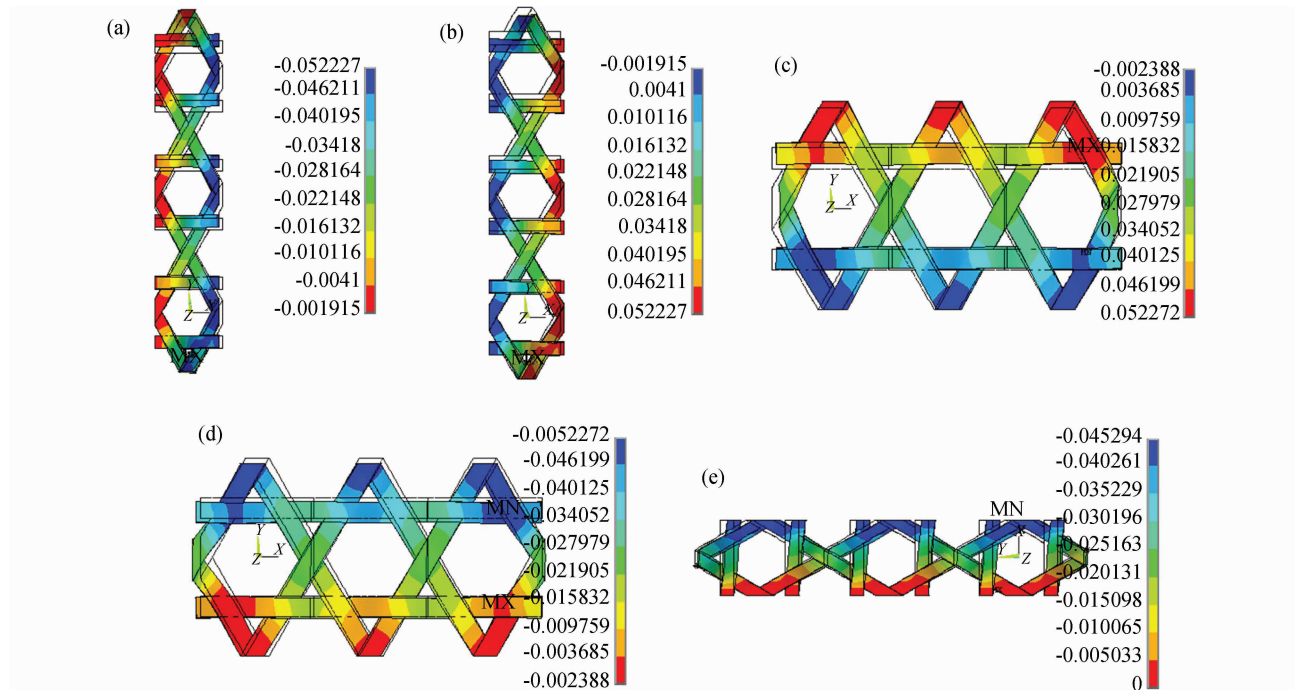 (a)
-0.052227
-0.046211
-0.040195
-0.03418
-0.028164
-0.022148
-0.016132
-0.010116
-0.0041
-0.001915
Y
Z
X
MX
(b)
-0.001915
0.0041
0.010116
0.016132
0.022148
0.028164
0.03418
0.040195
0.046211
0.052227
Z
X
MX
(c)
-0.002388
0.003685
0.009759
MX0.015832
0.021905
0.027979
0.034052
0.040125
0.046199
0.052272
Y
Z
X
(d)
-0.0052272
-0.046199
-0.040125
MN
-0.034052
-0.027979
-0.021905
MX-0.015832
-0.009759
-0.003685
-0.002388
Y
Z
X
(e)
-0.045294
-0.040261
-0.035229
-0.030196
-0.025163
-0.020131
-0.015098
-0.010065
-0.005033
0
MN
X
Y
Z